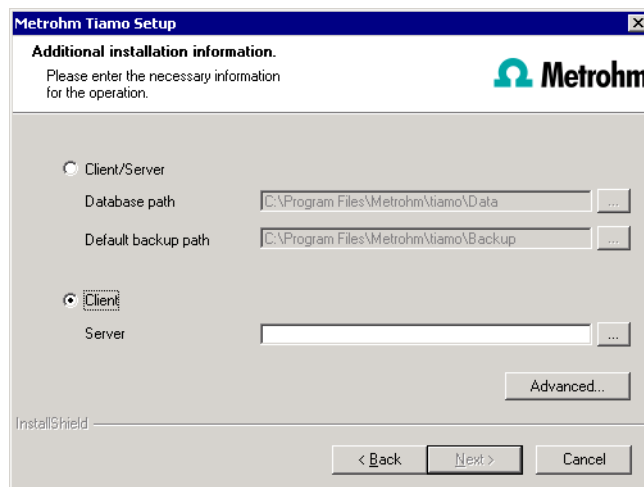 Metrohm Tiamo Setup
Additional installation information.
Please enter the necessary information
for the operation.
Metrohm
Client/Server
Database path
C:\Program Files\Metrohm\tiamo\Data
...
Default backup path
C:\Program Files\Metrohm\tiamo\Backup
...
Client
Server
...
Advanced...
InstallShield
< Back
Next >
Cancel